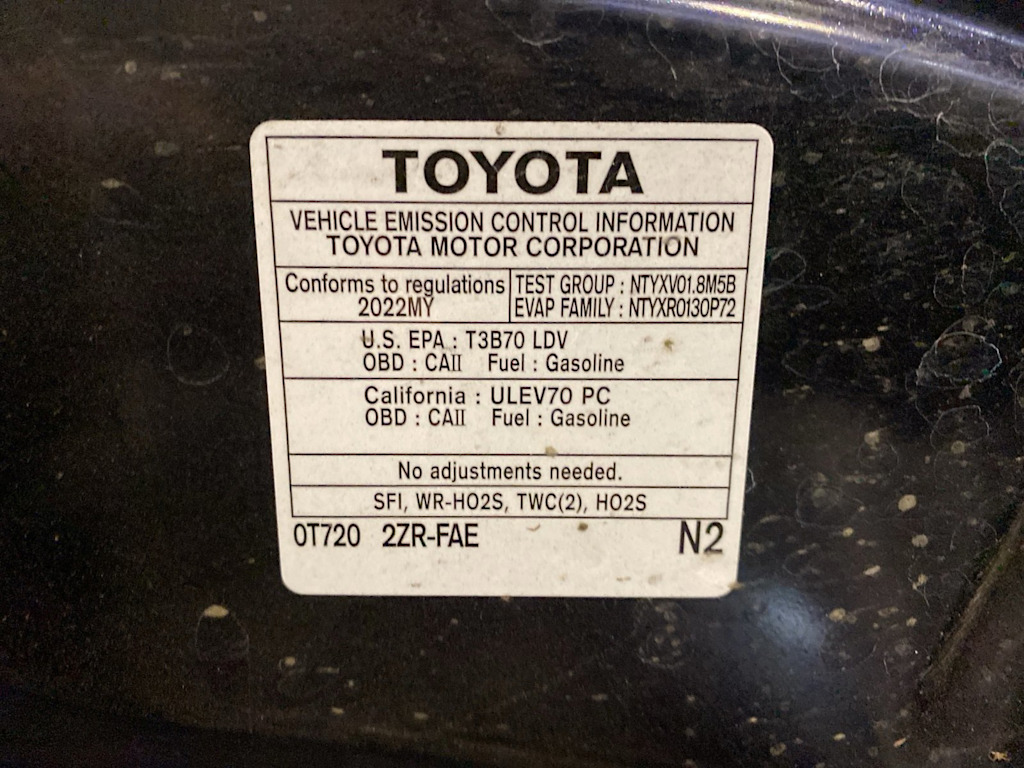 TOYOTA
VEHICLE EMISSION CONTROL INFORMATION
TOYOTA MOTOR CORPORATION
Conforms to regulations
2022MY
TEST GROUP : NTYXV01.8M5B
EVAP FAMILY : NTYXR0130P72
U.S. EPA : T3B70 LDV
OBD : CAII Fuel : Gasoline
California : ULEV70 PC
OBD : CAII Fuel : Gasoline
No adjustments needed.
SFI, WR-HO2S, TWC(2), HO2S
0T720 2ZR-FAE N2